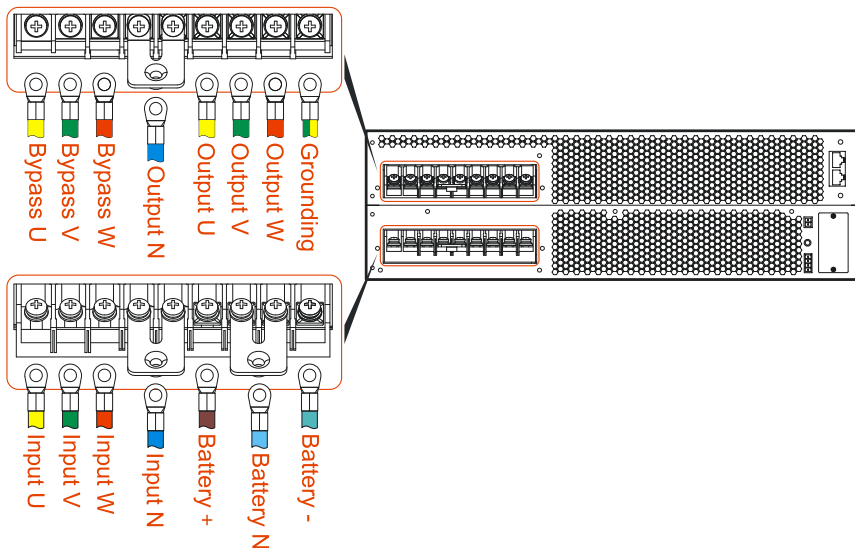 Bypass U
Bypass V
Bypass W
Output N
Output U
Output V
Output W
Grounding
Input U
Input V
Input W
Input N
Battery +
Battery N
Battery -